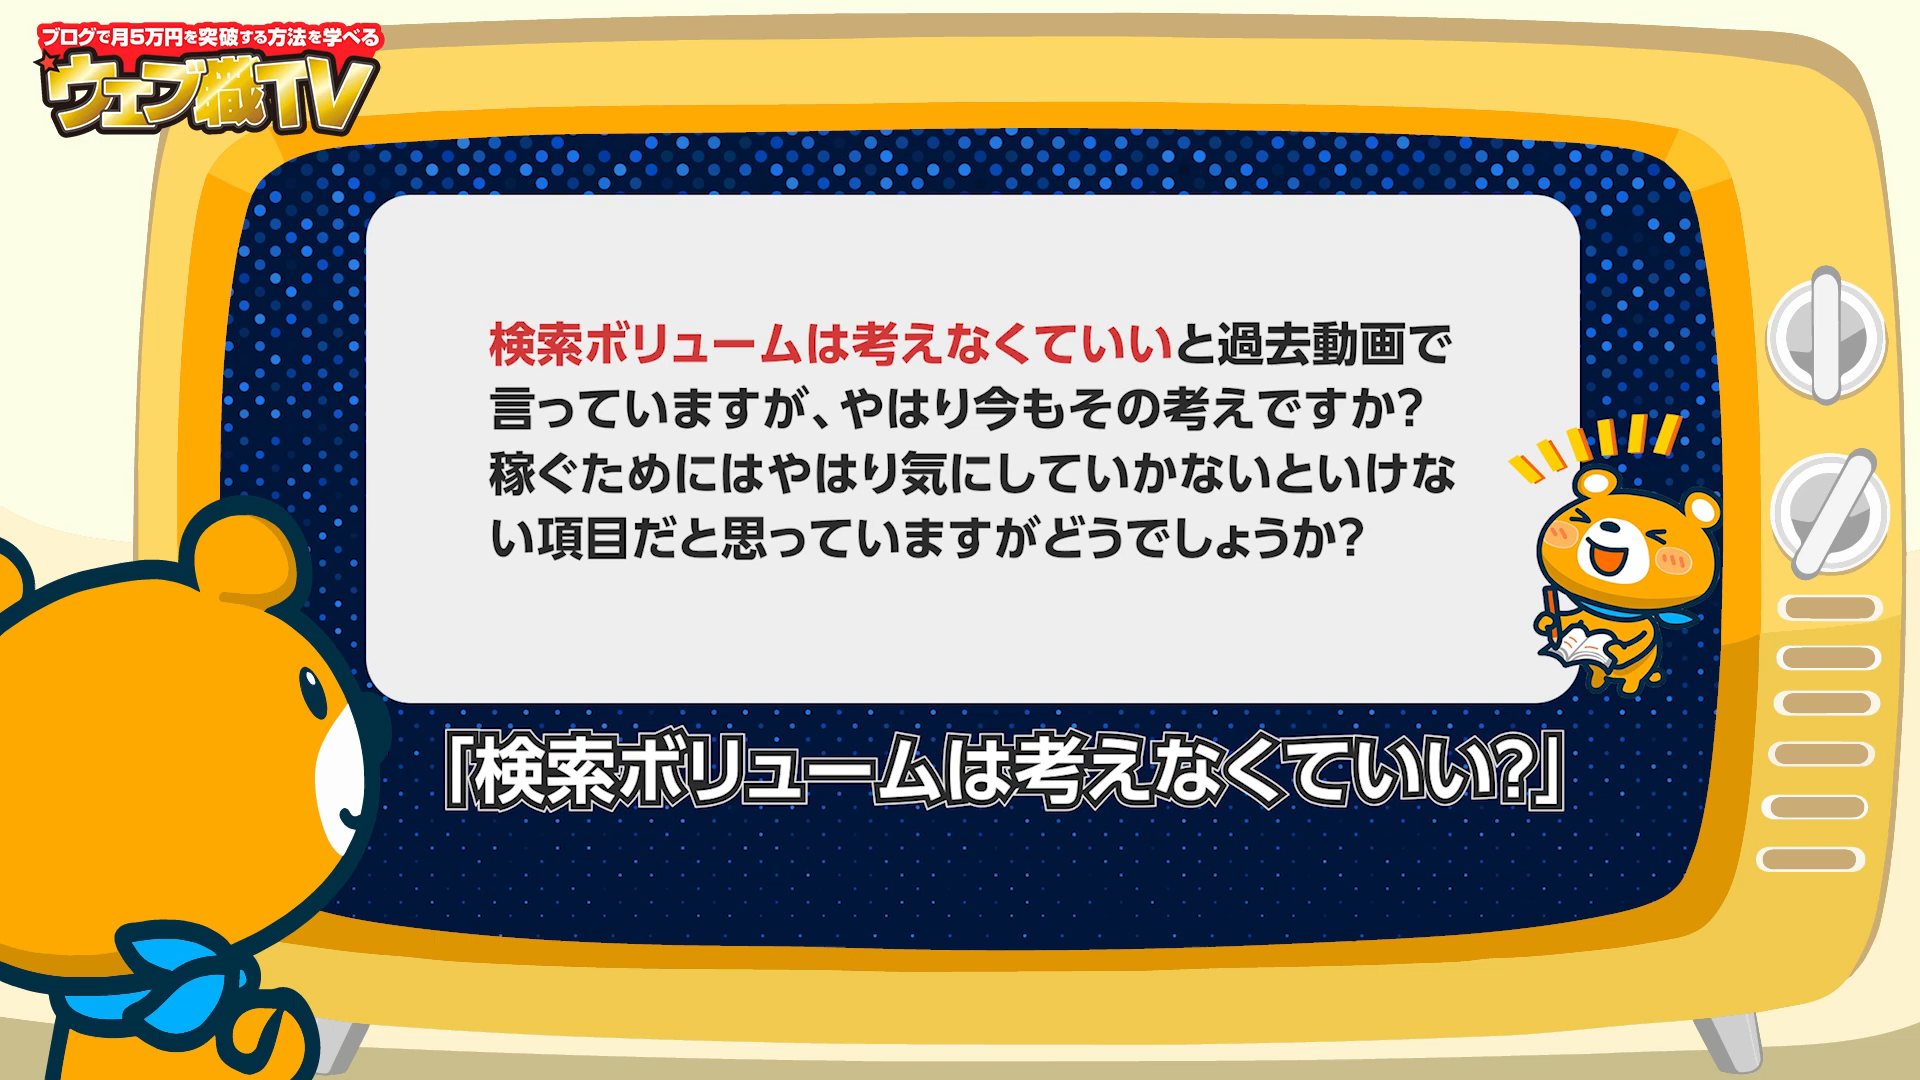 ブログで月5万円を突破する方法を学べる
ウェブ職TV
検索ボリュームは考えなくていいと過去動画で
言っていますが、やはり今もその考えですか?
稼ぐためにはやはり気にしていかないといけな
い項目だと思っていますがどうでしょうか?
「検索ボリュームは考えなくていい?」